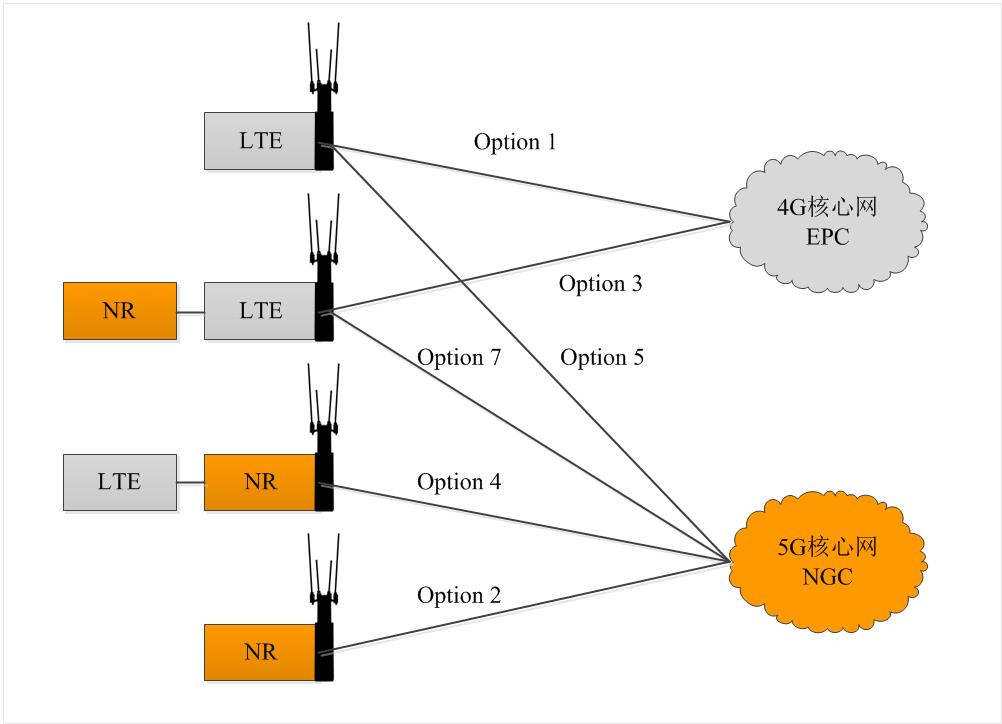 LTE
Option 1
4G核心网
EPC
NR
LTE
Option 3
Option 7
Option 5
LTE
NR
Option 4
5G核心网
NGC
Option 2
NR